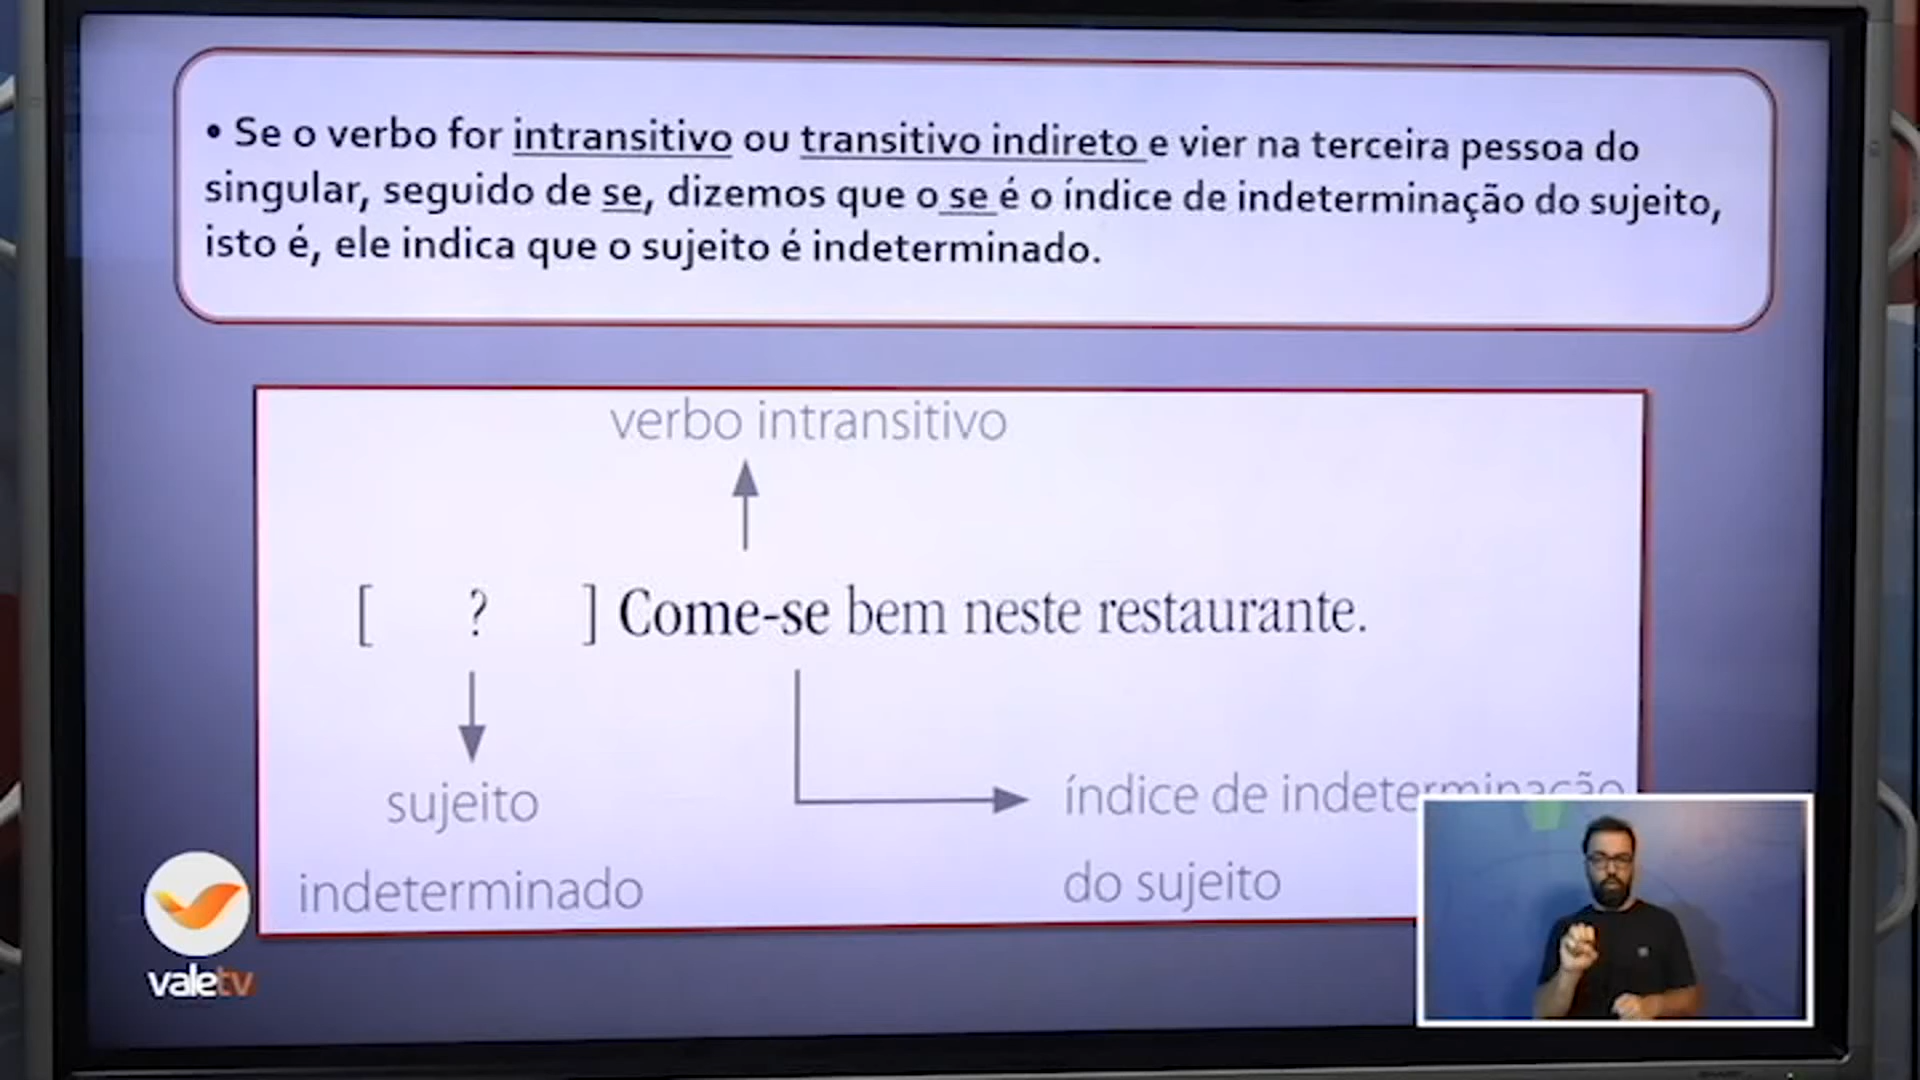 • Se o verbo for intransitivo ou transitivo indireto e vier na terceira pessoa do
singular, seguido de se, dizemos que o se é o índice de indeterminação do sujeito,
isto é, ele indica que o sujeito é indeterminado.
verbo intransitivo
[ ? ] Come-se bem neste restaurante.
sujeito
indeterminado
índice de indeterminação
do sujeito
valetv